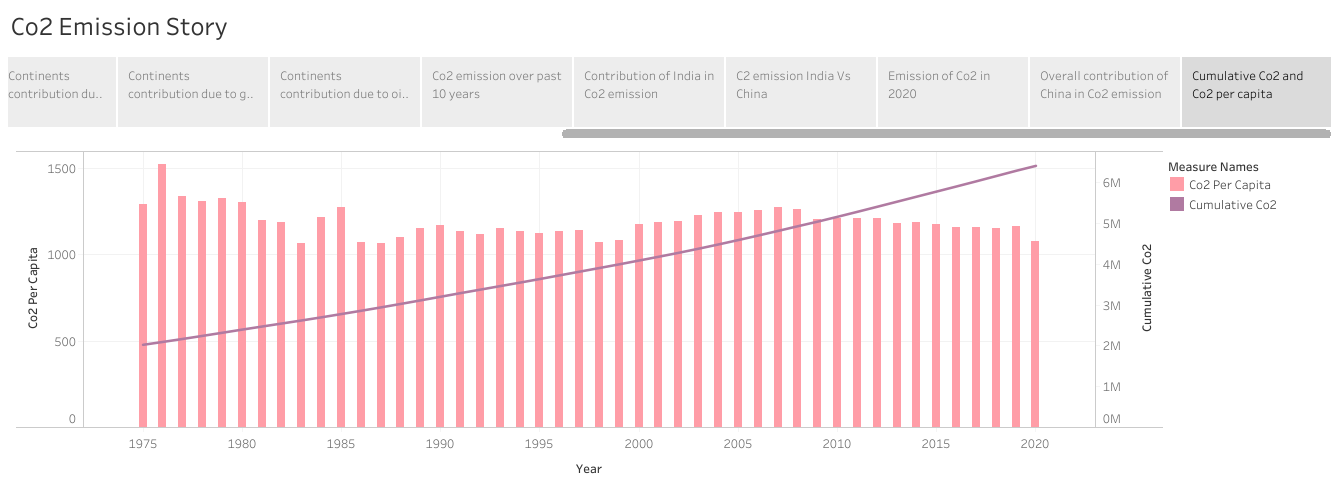 Co2 Emission Story
Continents
contribution du..
Continents
contribution due to g..
Continents
contribution due to oi..
Co2 emission over past
10 years
Contribution of India in
Co2 emission
C2 emission India Vs
China
Emission of Co2 in
2020
Overall contribution of
China in Co2 emission
Cumulative Co2 and
Co2 per capita
Co2 Per Capita
1500
1000
500
0
6M
5M
4M
3M
2M
1M
0M
Cumulative Co2
1975
1980
1985
1990
1995
2000
2005
2010
2015
2020
Year
Measure Names
Co2 Per Capita
Cumulative Co2